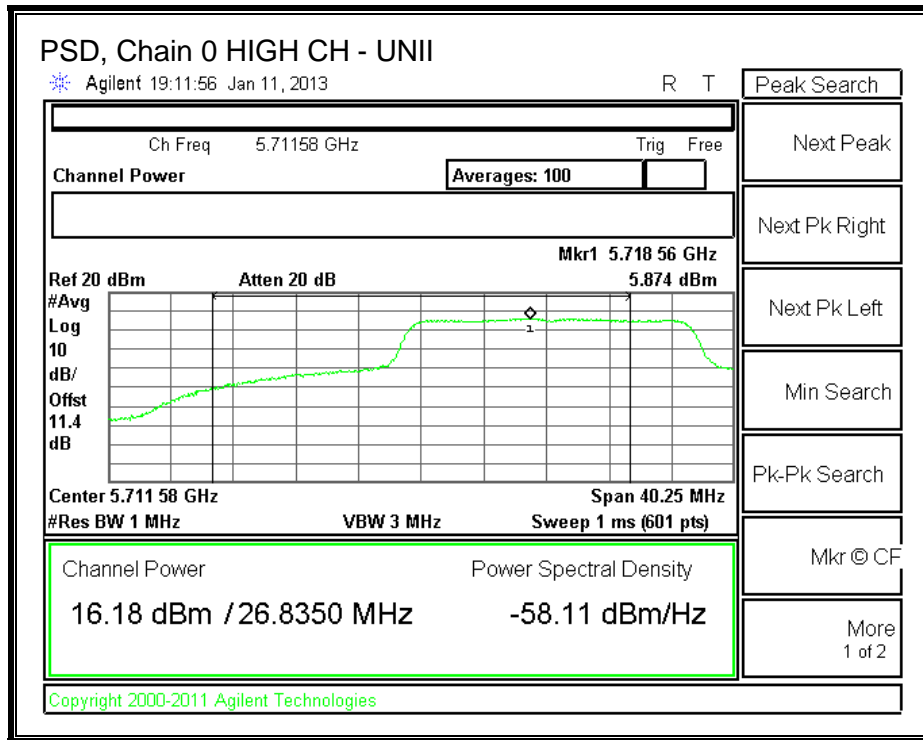 PSD, Chain 0 HIGH CH - UNII
Agilent 19:11:56 Jan 11, 2013 R T
Peak Search
Ch Freq 5.71158 GHz Trig Free
Channel Power Averages: 100
Mkr1 5.718 56 GHz
Ref 20 dBm Atten 20 dB 5.874 dBm
#Avg
Log
10
dB/
Offst
11.4
dB
1
Center 5.711 58 GHz Span 40.25 MHz
#Res BW 1 MHz VBW 3 MHz Sweep 1 ms (601 pts)
Channel Power Power Spectral Density
16.18 dBm / 26.8350 MHz -58.11 dBm/Hz
Copyright 2000-2011 Agilent Technologies
Next Peak
Next Pk Right
Next Pk Left
Min Search
Pk-Pk Search
Mkr © CF
More
1 of 2